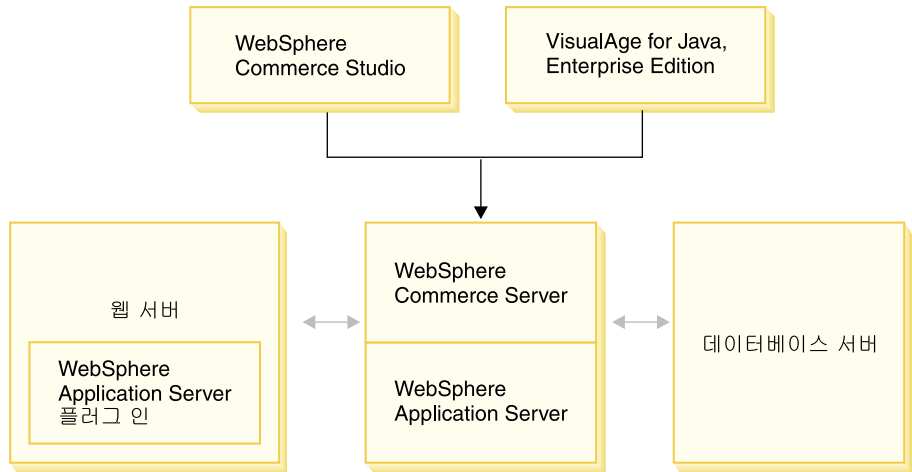 WebSphere
Commerce Studio
VisualAge for Java,
Enterprise Edition
웹 서버
WebSphere
Application Server
플러그 인
WebSphere
Commerce Server
WebSphere
Application Server
데이터베이스 서버